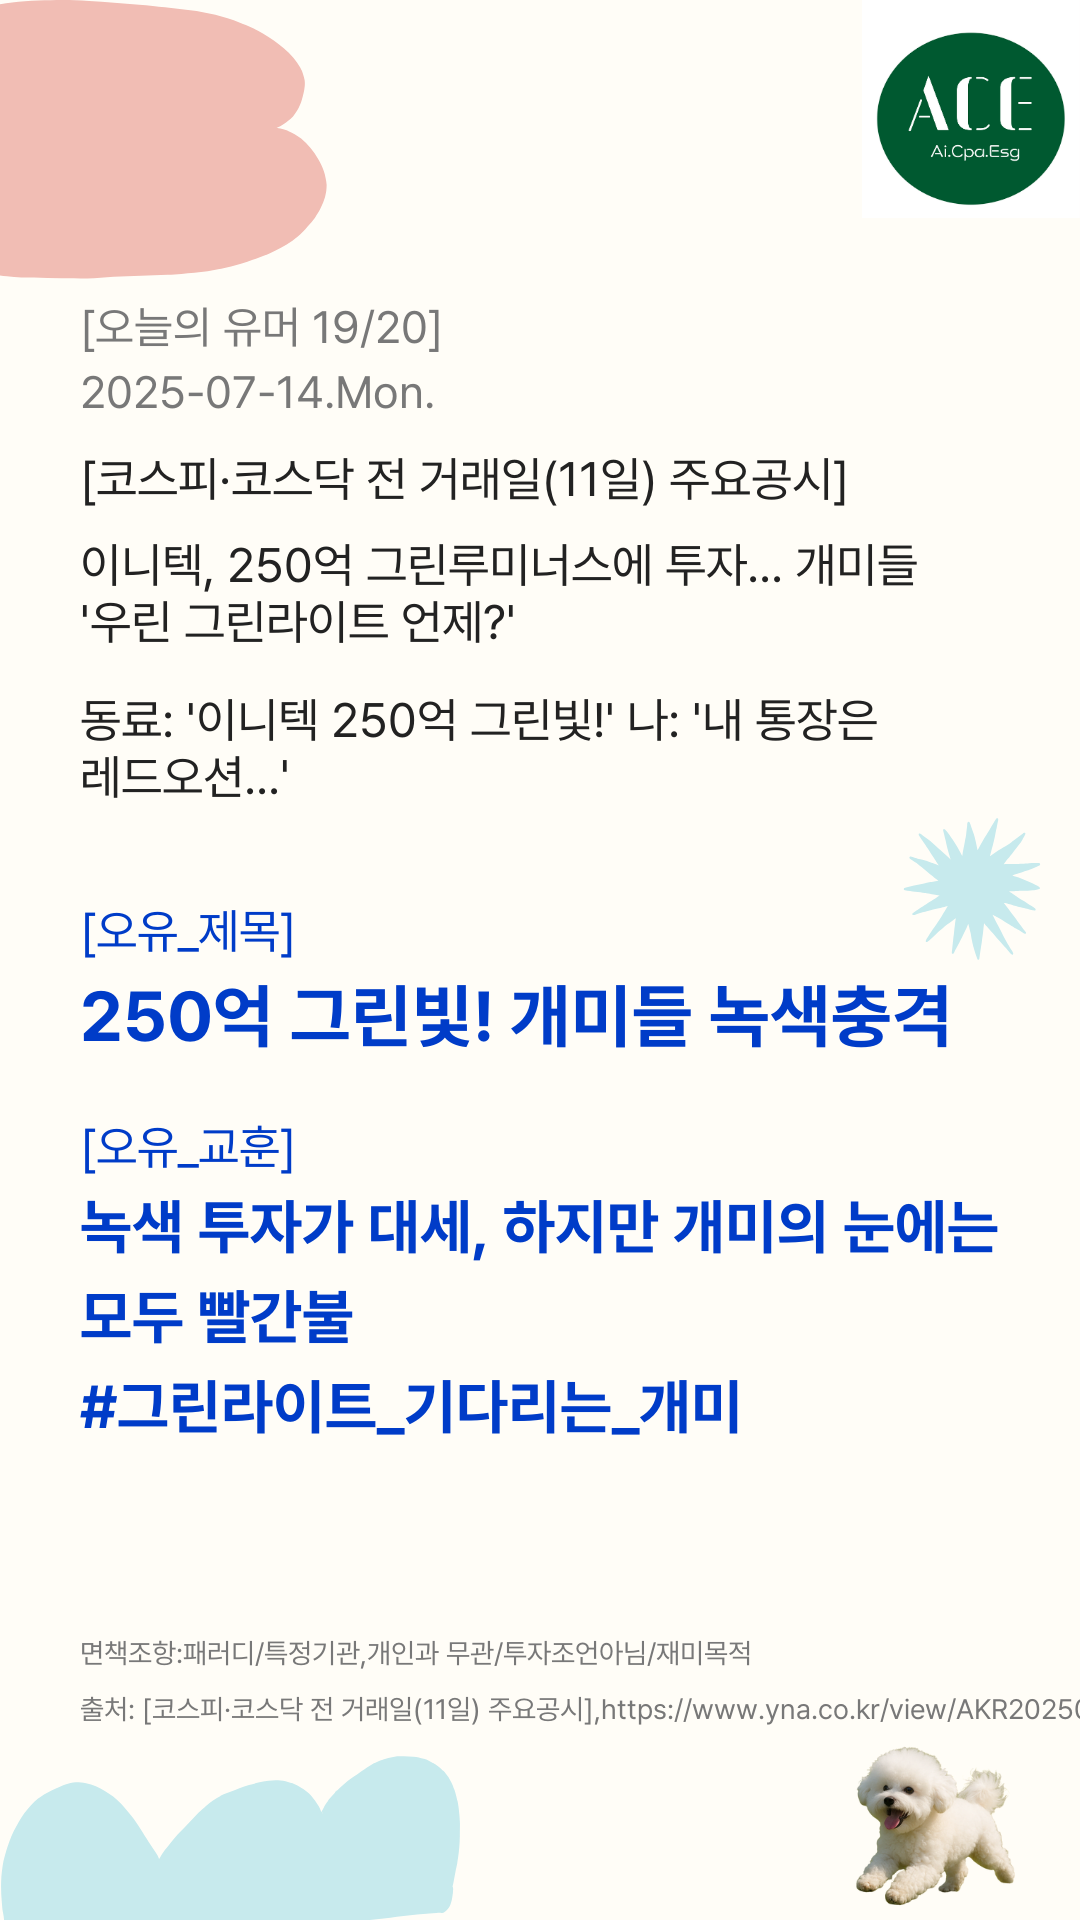 ACE
Ai.Cpa.Esg
[오늘의 유머 19/20]
2025-07-14.Mon.
[코스피·코스닥 전 거래일(11일) 주요공시]
이니텍, 250억 그린루미너스에 투자... 개미들
'우린 그린라이트 언제?'
동료: '이니텍 250억 그린빛!' 나: '내 통장은
레드오션...'
[오유_제목]
250억 그린빛! 개미들 녹색충격
[오유_교훈]
녹색 투자가 대세, 하지만 개미의 눈에는
모두 빨간불
#그린라이트_기다리는_개미
면책조항:패러디/특정기관,개인과 무관/투자조언아님/재미목적
출처: [코스피·코스닥 전 거래일(11일) 주요공시],https://www.yna.co.kr/view/AKR20250